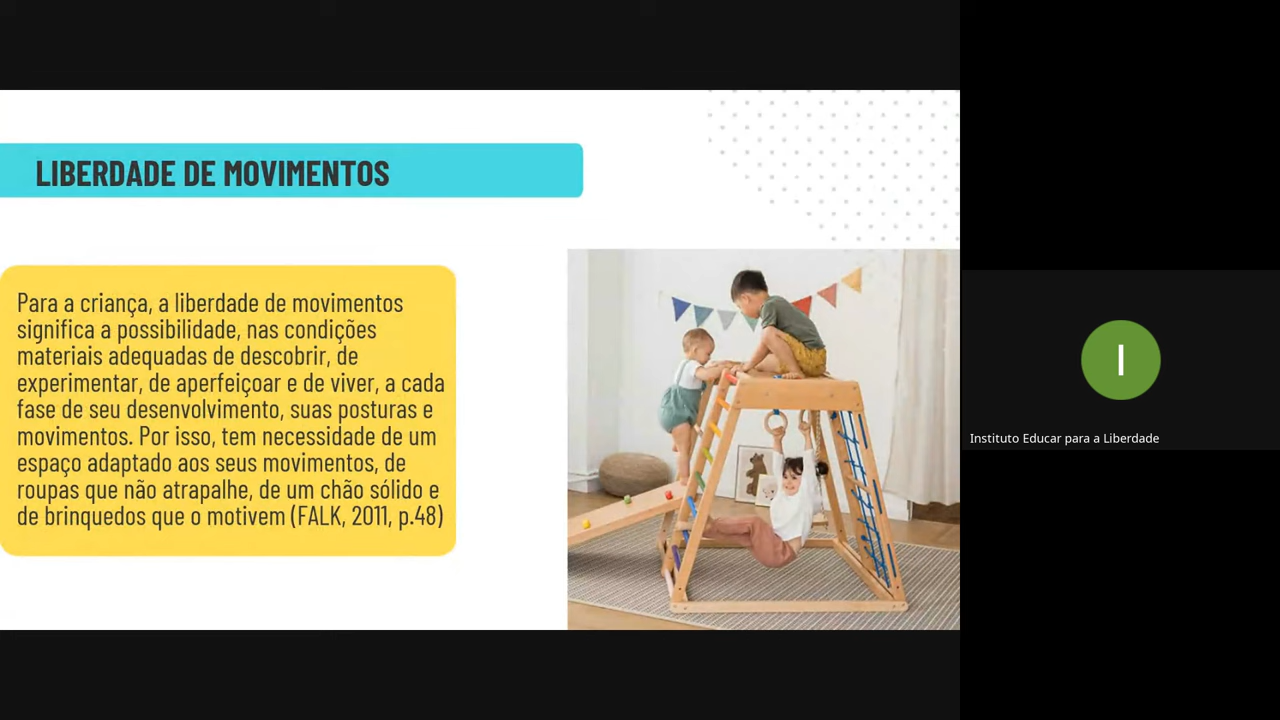 LIBERDADE DE MOVIMENTOS
Para a criança, a liberdade de movimentos
significa a possibilidade, nas condições
materiais adequadas de descobrir, de
experimentar, de aperfeiçoar e de viver, a cada
fase de seu desenvolvimento, suas posturas e
movimentos. Por isso, tem necessidade de um
espaço adaptado aos seus movimentos, de
roupas que não atrapalhe, de um chão sólido e
de brinquedos que o motivem (FALK, 2011, p.48)
I
Instituto Educar para a Liberdade